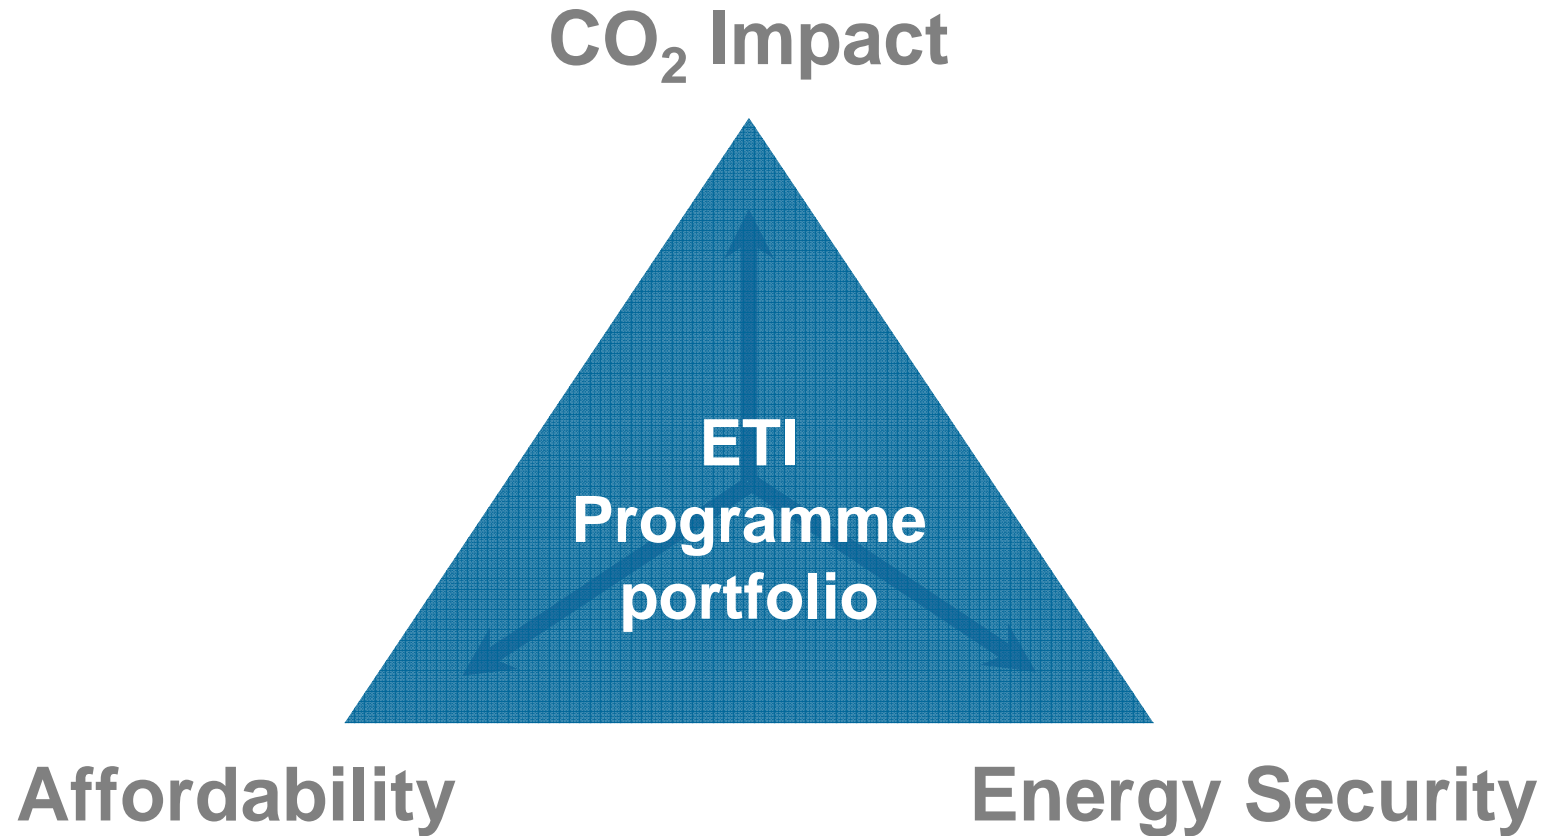 CO₂ Impact
ETI
Programme
portfolio
Affordability
Energy Security